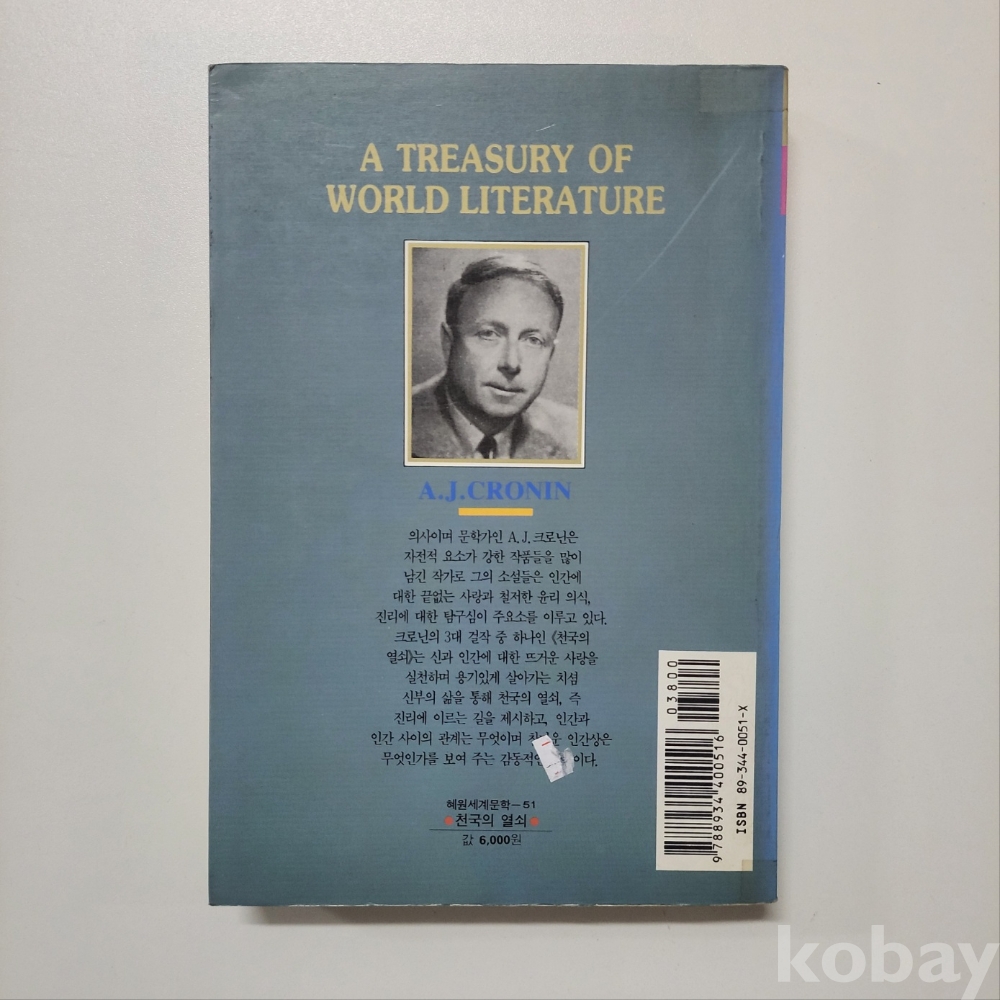 A TREASURY OF
WORLD LITERATURE
A.J.CRONIN
의사이며 문학가인 A.J.크로닌은
자전적 요소가 강한 작품들을 많이
남긴 작가로 그의 소설들은 인간에
대한 끝없는 사랑과 철저한 윤리 의식,
진리에 대한 탐구심이 주요소를 이루고 있다.
크로닌의 3대 걸작 중 하나인 《천국의
열쇠》는 신과 인간에 대한 뜨거운 사랑을
실천하며 용기있게 살아가는 치셤
신부의 삶을 통해 천국의 열쇠, 즉
진리에 이르는 길을 제시하고, 인간과
인간 사이의 관계는 무엇이며 인간상은
무엇인가를 보여 주는 이다.
혜원세계문학-51
천국의 열쇠
값 6,000원
03800
9 788934 400516
ISBN 89-344-0051-X
kobay